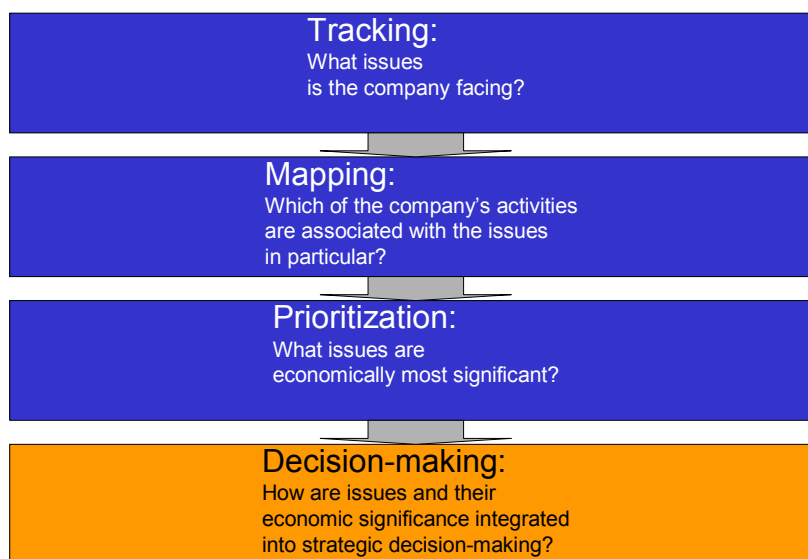 Tracking:
What issues
is the company facing?
Mapping:
Which of the company’s activities
are associated with the issues
in particular?
Prioritization:
What issues are
economically most significant?
Decision-making:
How are issues and their
economic significance integrated
into strategic decision-making?